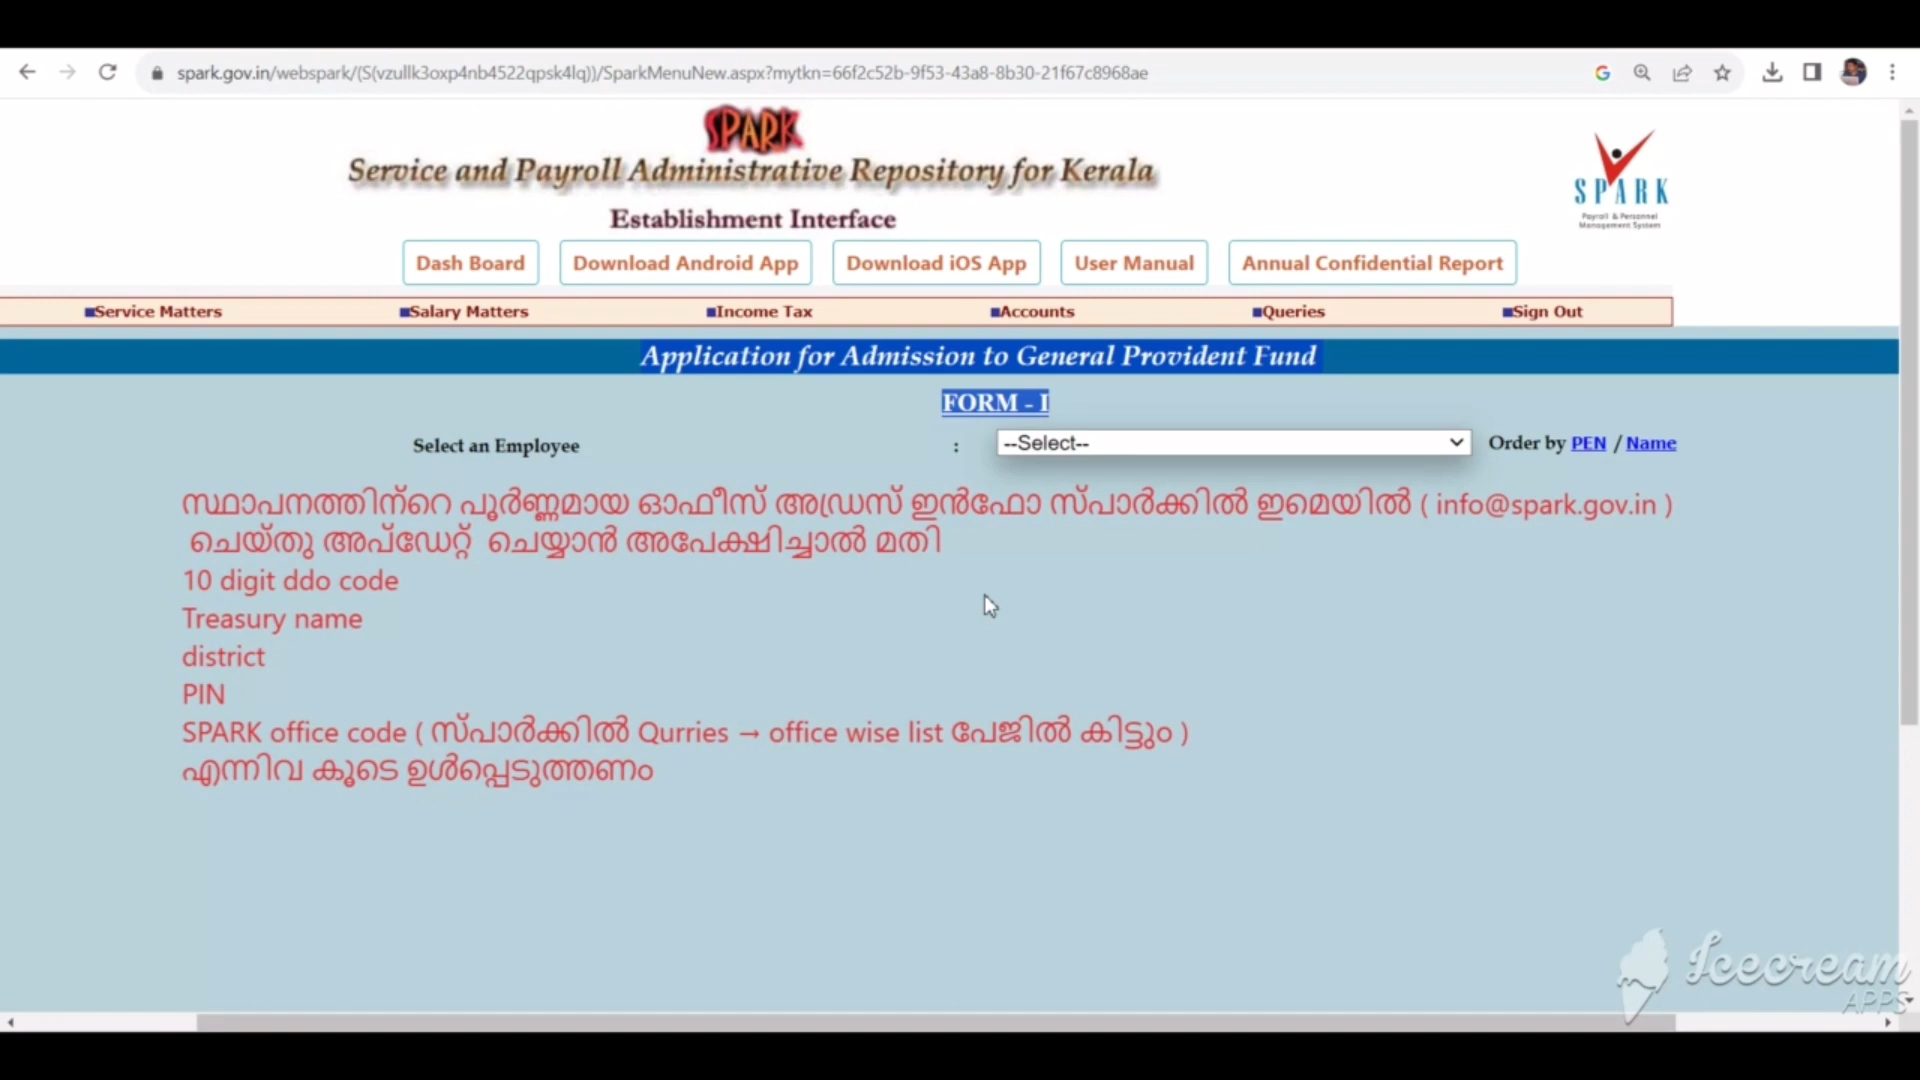 spark.gov.in/webspark/(S(vzullk3oxp4nb4522qpsk4lq))/SparkMenuNew.aspx?mytkn=66f2c52b-9f53-43a8-8b30-21f67c8968ae
SPARK
Service and Payroll Administrative Repository for Kerala
SPARK
Payroll & Personnel
Management System
Establishment Interface
Dash Board Download Android App Download iOS App User Manual Annual Confidential Report
Service Matters Salary Matters Income Tax Accounts Queries Sign Out
Application for Admission to General Provident Fund
FORM - I
Select an Employee : --Select-- Order by PEN / Name
സ്ഥാപനത്തിന്റെ പൂർണ്ണമായ ഓഫീസ് അഡ്രസ് ഇൻഫോ സ്പാർക്കിൽ ഇമെയിൽ ( info@spark.gov.in )
ചെയ്തു അപ്ഡേറ്റ് ചെയ്യാൻ അപേക്ഷിച്ചാൽ മതി
10 digit ddo code
Treasury name
district
PIN
SPARK office code ( സ്പാർക്കിൽ Qurries → office wise list പേജിൽ കിട്ടും )
എന്നിവ കൂടെ ഉൾപ്പെടുത്തണം
Icecream
APPS